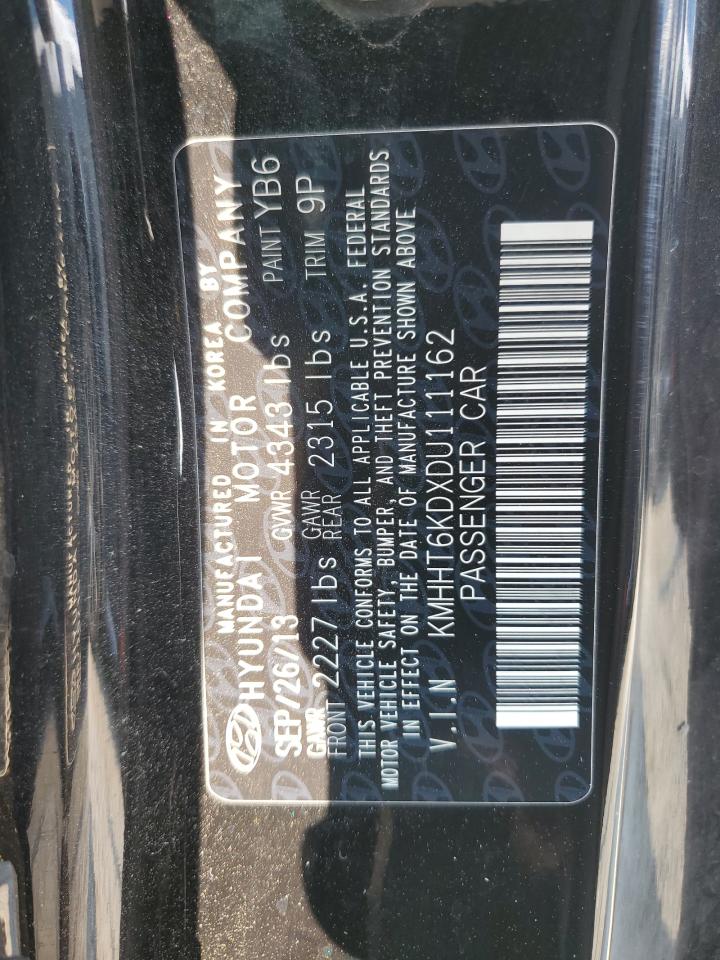 MANUFACTURED IN KOREA BY
HYUNDAI MOTOR COMPANY
SEP/26/13 GVWR 4343 lbs PAINT YB6
GAWR FRONT 2227 lbs GAWR REAR 2315 lbs TRIM 9P
THIS VEHICLE CONFORMS TO ALL APPLICABLE U.S.A. FEDERAL
MOTOR VEHICLE SAFETY, BUMPER, AND THEFT PREVENTION STANDARDS
IN EFFECT ON THE DATE OF MANUFACTURE SHOWN ABOVE
V.I.N KMHHT6KDXDU111162
PASSENGER CAR